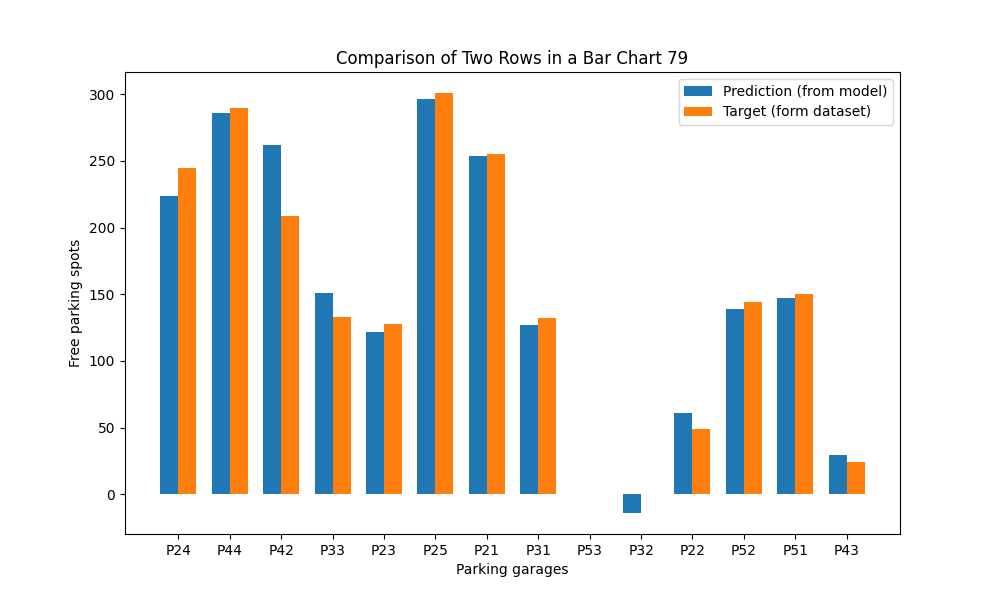 Comparison of Two Rows in a Bar Chart 79
Prediction (from model)
Target (form dataset)
300
250
200
150
100
50
0
Free parking spots
P24 P44 P42 P33 P23 P25 P21 P31 P53 P32 P22 P52 P51 P43
Parking garages